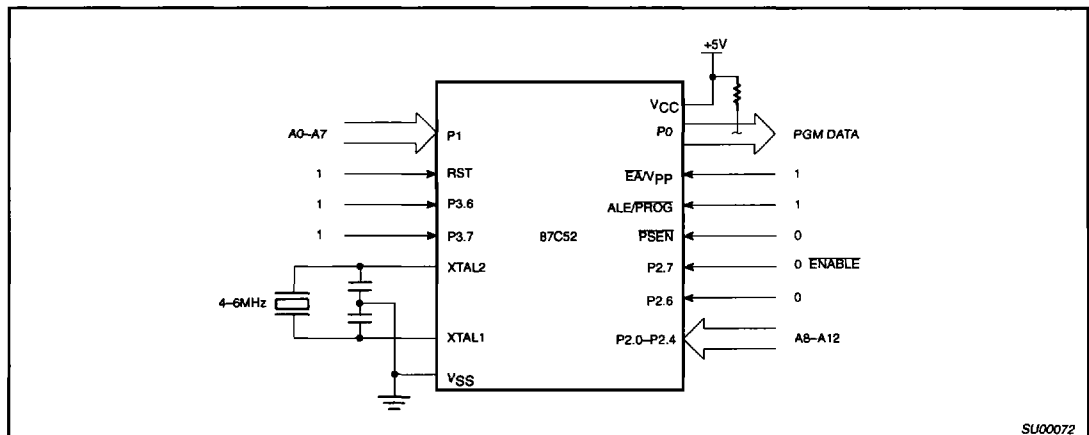 +5V
VCC
A0–A7
P1
P0
PGM DATA
1
RST
EA/VPP
1
1
P3.6
ALE/PROG
1
1
P3.7
87C52
PSEN
0
XTAL2
P2.7
0 ENABLE
4–6MHz
P2.6
0
XTAL1
P2.0–P2.4
A8–A12
VSS
SU00072